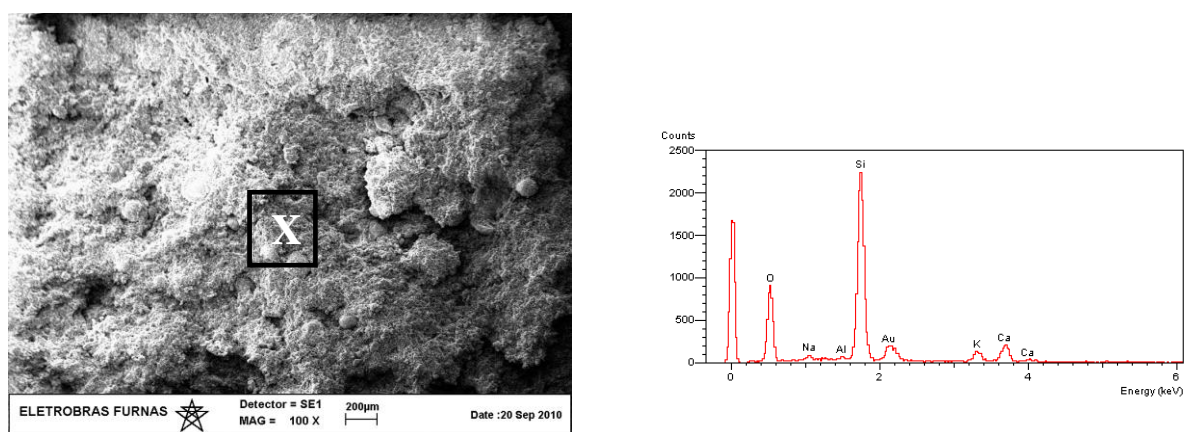 X
ELETROBRAS FURNAS
Detector = SE1
MAG = 100 X
200µm
Date :20 Sep 2010
Counts
2500
2000
1500
1000
500
0
Si
O
Na
Al
Au
K
Ca
Ca
0 2 4 6
Energy (keV)